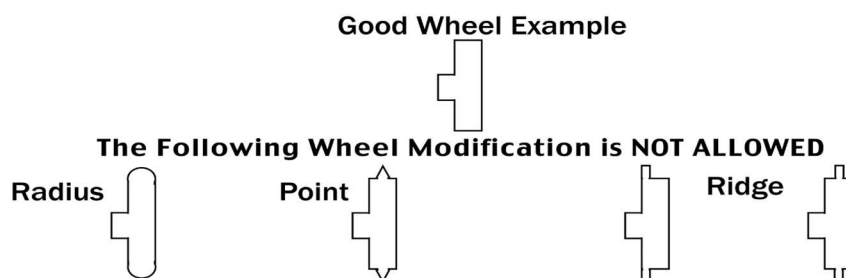 Good Wheel Example
The Following Wheel Modification is NOT ALLOWED
Radius
Point
Ridge